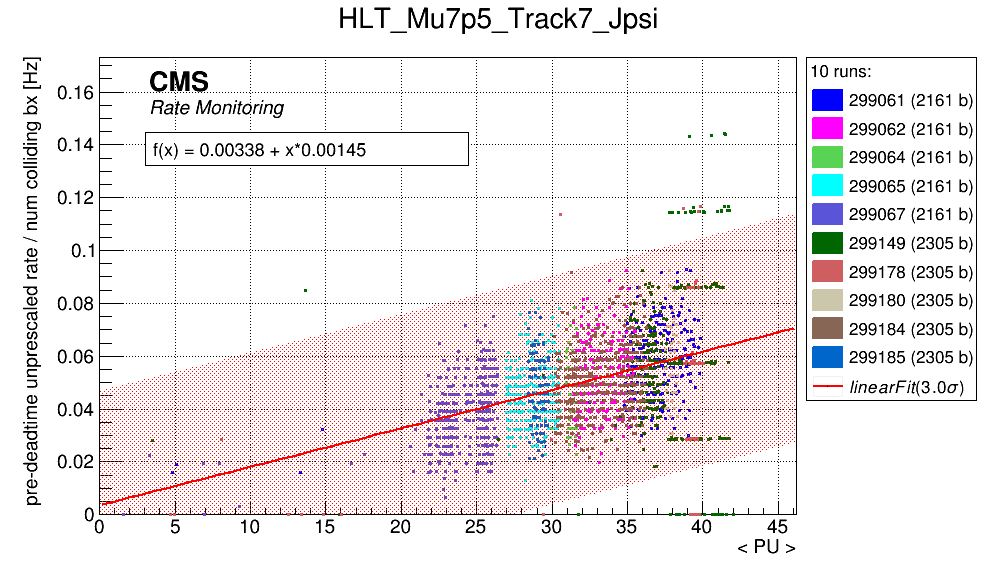 HLT_Mu7p5_Track7_Jpsi
pre-deadtime unprescaled rate / num colliding bx [Hz]
CMS
Rate Monitoring
f(x) = 0.00338 + x*0.00145
0.16
0.14
0.12
0.1
0.08
0.06
0.04
0.02
0
0 5 10 15 20 25 30 35 40 45
< PU >
10 runs:
299061 (2161 b)
299062 (2161 b)
299064 (2161 b)
299065 (2161 b)
299067 (2161 b)
299149 (2305 b)
299178 (2305 b)
299180 (2305 b)
299184 (2305 b)
299185 (2305 b)
linearFit(3.0σ)